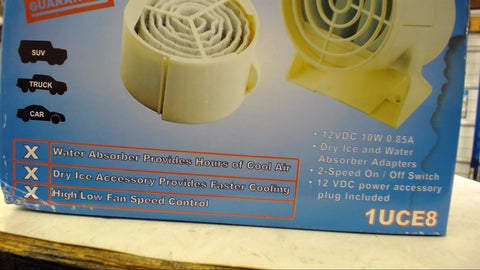 GUARANTEE
SUV
TRUCK
CAR
X Water Absorber Provides Hours of Cool Air
X Dry Ice Accessory Provides Faster Cooling
X High Low Fan Speed Control
• 12VDC 10W 0.85A
• Dry Ice and Water
Absorber Adapters
• 2-Speed On / Off Switch
• 12 VDC power accessory
plug Included
1UCE8